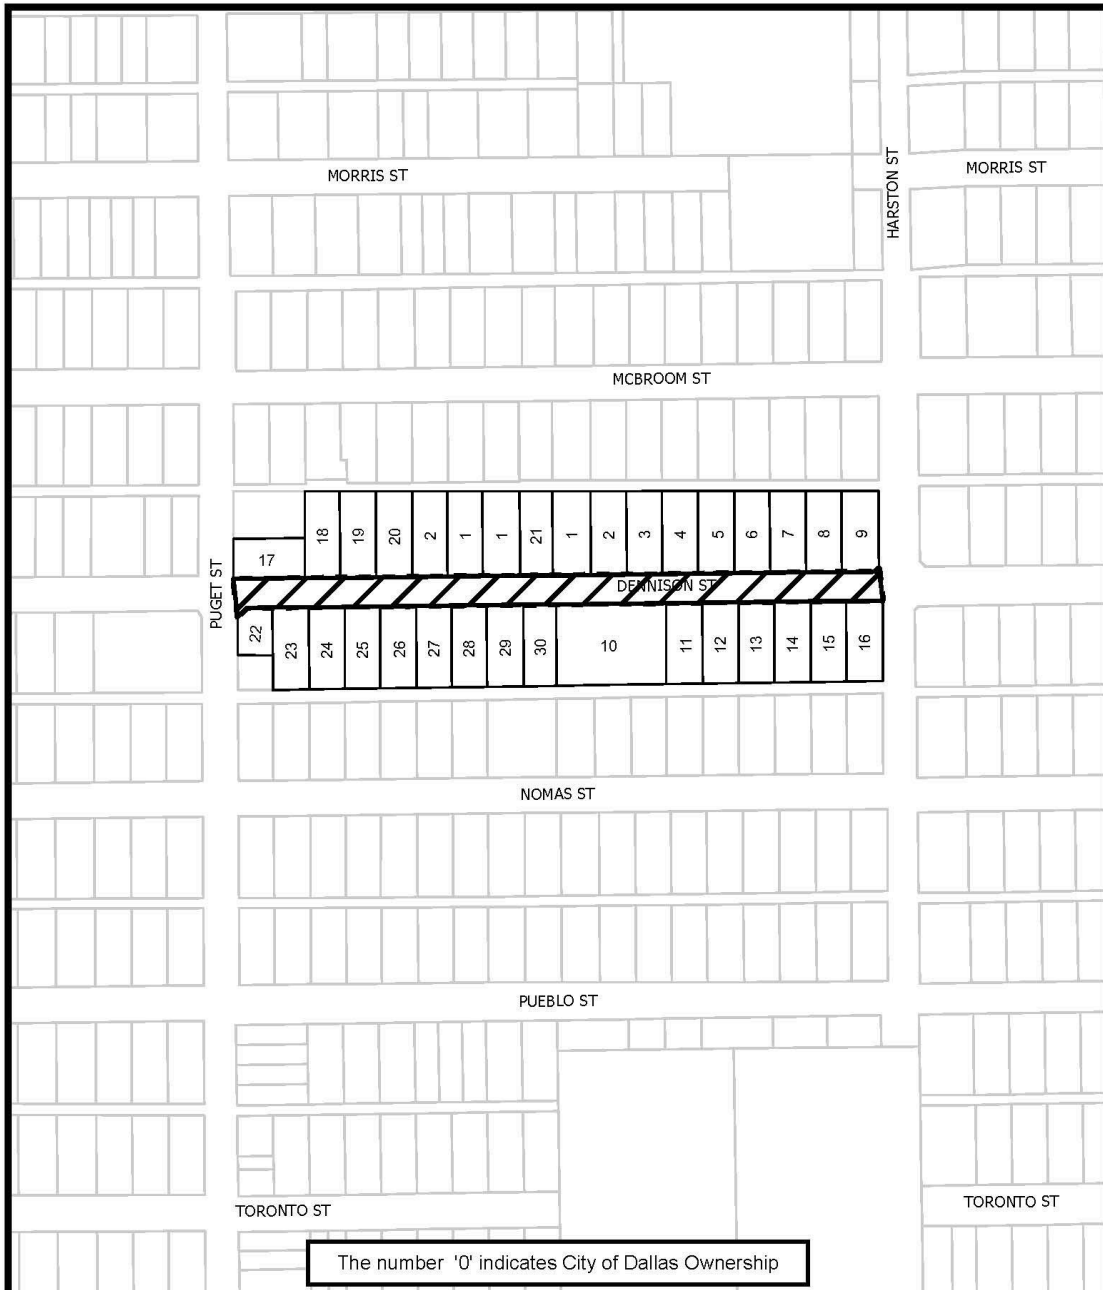 MORRIS ST
MORRIS ST
HARSTON ST
MCBROOM ST
18 19 20 2 1 1 21 1 2 3 4 5 6 7 8 9
17
PUGET ST
DENNISON ST
22 23 24 25 26 27 28 29 30 10 11 12 13 14 15 16
NOMAS ST
PUEBLO ST
TORONTO ST
TORONTO ST
The number '0' indicates City of Dallas Ownership